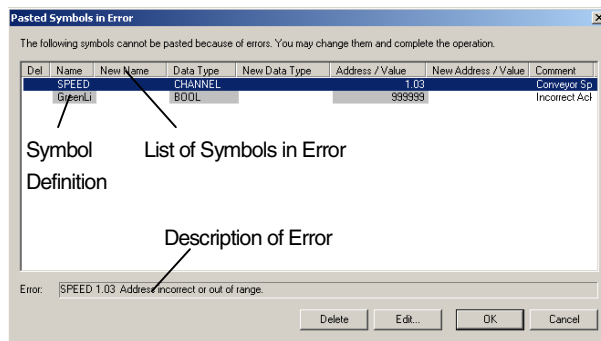 Pasted Symbols in Error
The following symbols cannot be pasted because of errors. You may change them and complete the operation.
Del Name New Name Data Type New Data Type Address / Value New Address / Value Comment
SPEED CHANNEL 1.03 Conveyor Sp
GreenLi BOOL 999999 Incorrect
Symbol Definition
List of Symbols in Error
Description of Error
Error: SPEED 1.03 Address incorrect or out of range.
Delete Edit... OK Cancel